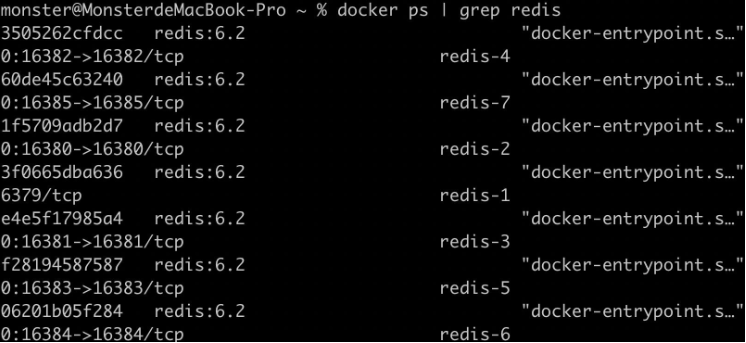 monster@MonsterdeMacBook-Pro ~ % docker ps | grep redis
3505262cfdcc   redis:6.2                          "docker-entrypoint.s…"
0:16382->16382/tcp                         redis-4
60de45c63240   redis:6.2                          "docker-entrypoint.s…"
0:16385->16385/tcp                         redis-7
1f5709adb2d7   redis:6.2                          "docker-entrypoint.s…"
0:16380->16380/tcp                         redis-2
3f0665dba636   redis:6.2                          "docker-entrypoint.s…"
6379/tcp                                   redis-1
e4e5f17985a4   redis:6.2                          "docker-entrypoint.s…"
0:16381->16381/tcp                         redis-3
f28194587587   redis:6.2                          "docker-entrypoint.s…"
0:16383->16383/tcp                         redis-5
06201b05f284   redis:6.2                          "docker-entrypoint.s…"
0:16384->16384/tcp                         redis-6